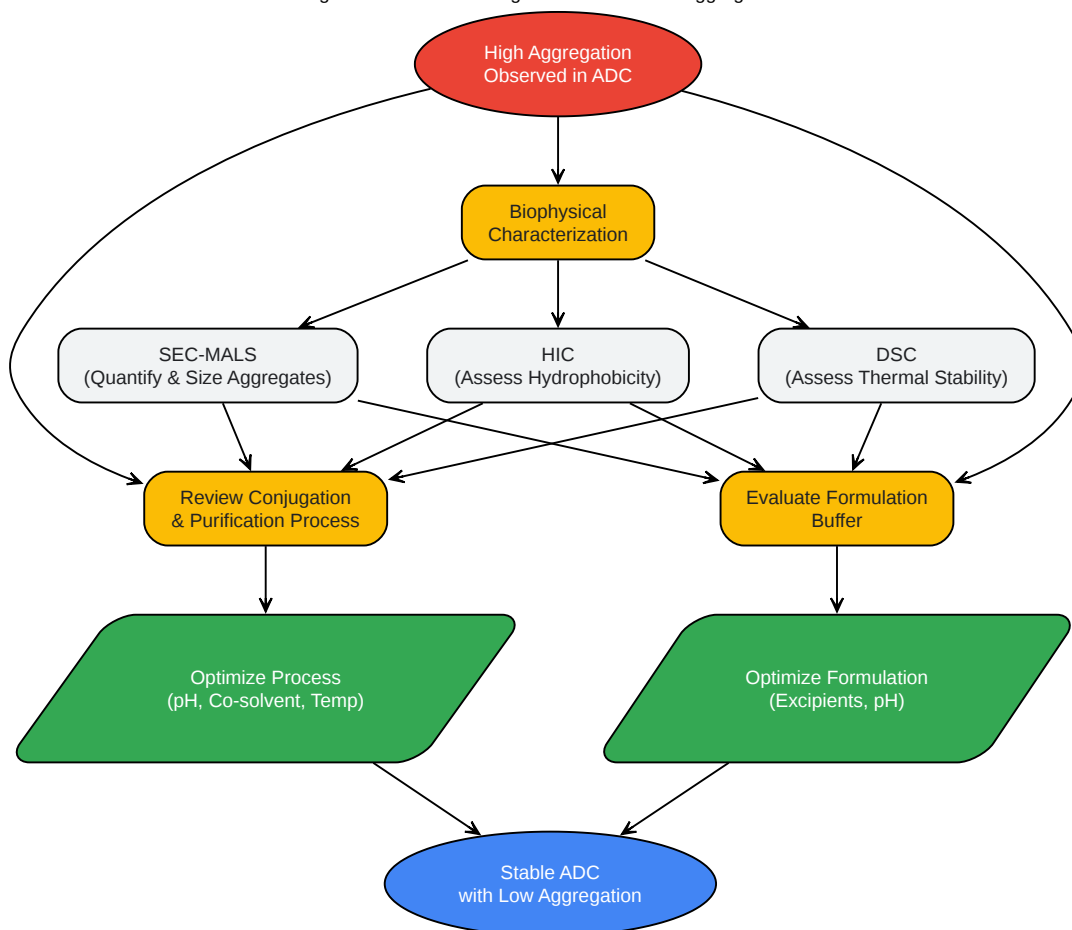 High Aggregation
Observed in ADC
Biophysical
Characterization
SEC-MALS
(Quantify & Size Aggregates)
HIC
(Assess Hydrophobicity)
DSC
(Assess Thermal Stability)
Review Conjugation
& Purification Process
Evaluate Formulation
Buffer
Optimize Process
(pH, Co-solvent, Temp)
Optimize Formulation
(Excipients, pH)
Stable ADC
with Low Aggregation